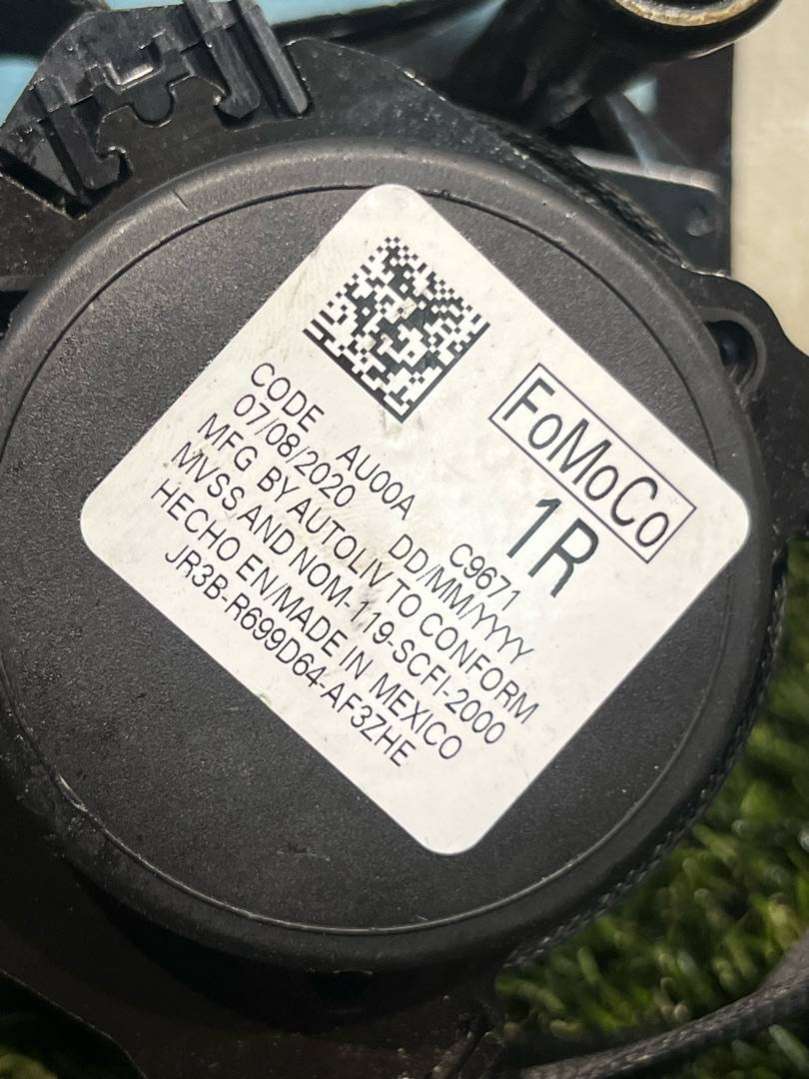 FoMoCo
1R
CODE AU00A C9671
07/08/2020 DD/MM/YYYY
MFG BY AUTOLIV TO CONFORM
MVSS AND NOM-119-SCFI-2000
HECHO EN/MADE IN MEXICO
JR3B-R699D64-AF3ZHE